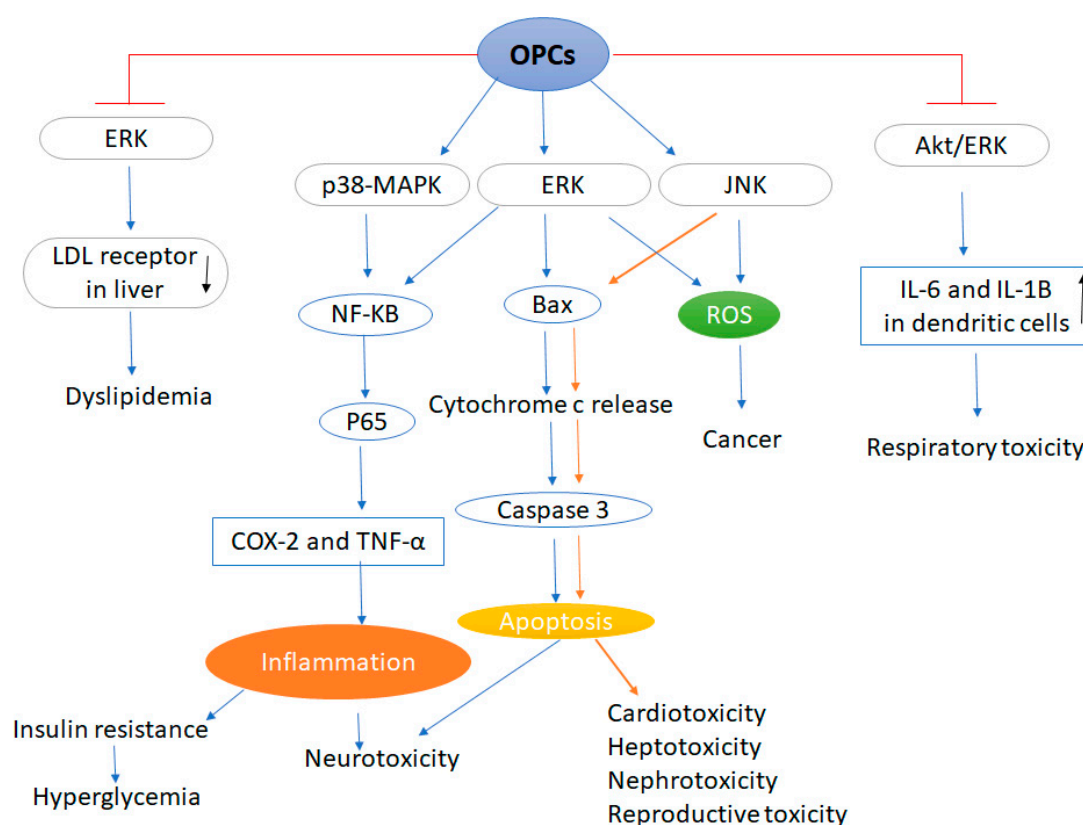 OPCs
ERK
Akt/ERK
p38-MAPK
ERK
JNK
LDL receptor
in liver
NF-KB
Bax
ROS
IL-6 and IL-1B
in dendritic cells
Dyslipidemia
P65
Cytochrome c release
Cancer
Respiratory toxicity
COX-2 and TNF-α
Caspase 3
Apoptosis
Inflammation
Insulin resistance
Neurotoxicity
Hyperglycemia
Cardiotoxicity
Heptotoxicity
Nephrotoxicity
Reproductive toxicity